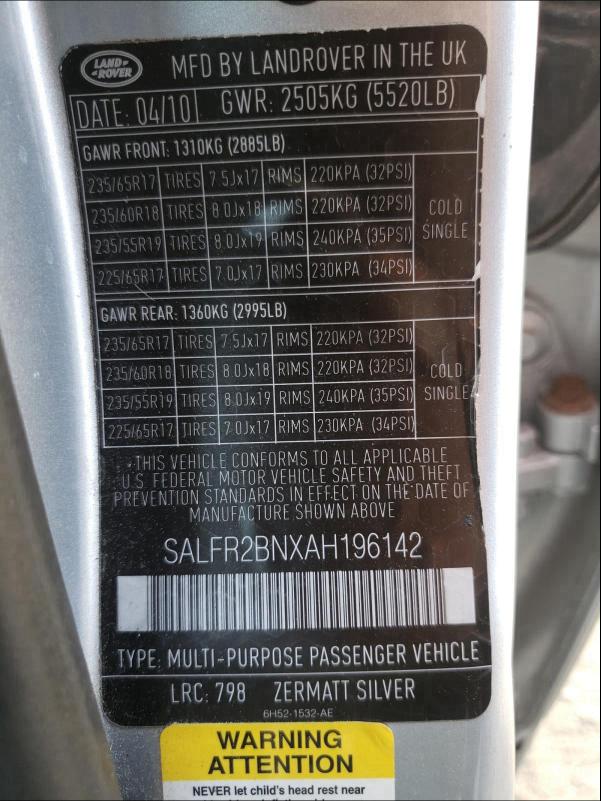 LAND ROVER
MFD BY LANDROVER IN THE UK
DATE: 04/10 GWR: 2505KG (5520LB)
GAWR FRONT: 1310KG (2885LB)
235/65R17 TIRES 7.5Jx17 RIMS 220KPA (32PSI)
235/60R18 TIRES 8.0Jx18 RIMS 220KPA (32PSI)
235/55R19 TIRES 8.0Jx19 RIMS 240KPA (35PSI)
225/65R17 TIRES 7.0Jx17 RIMS 230KPA (34PSI)
COLD
SINGLE
GAWR REAR: 1360KG (2995LB)
235/65R17 TIRES 7.5Jx17 RIMS 220KPA (32PSI)
235/60R18 TIRES 8.0Jx18 RIMS 220KPA (32PSI)
235/55R19 TIRES 8.0Jx19 RIMS 240KPA (35PSI)
225/65R17 TIRES 7.0Jx17 RIMS 230KPA (34PSI)
COLD
SINGLE
THIS VEHICLE CONFORMS TO ALL APPLICABLE
U.S. FEDERAL MOTOR VEHICLE SAFETY AND THEFT
PREVENTION STANDARDS IN EFFECT ON THE DATE OF
MANUFACTURE SHOWN ABOVE
SALFR2BNXAH196142
TYPE: MULTI-PURPOSE PASSENGER VEHICLE
LRC: 798 ZERMATT SILVER
6H52-1532-AE
WARNING
ATTENTION
NEVER let child's head rest near